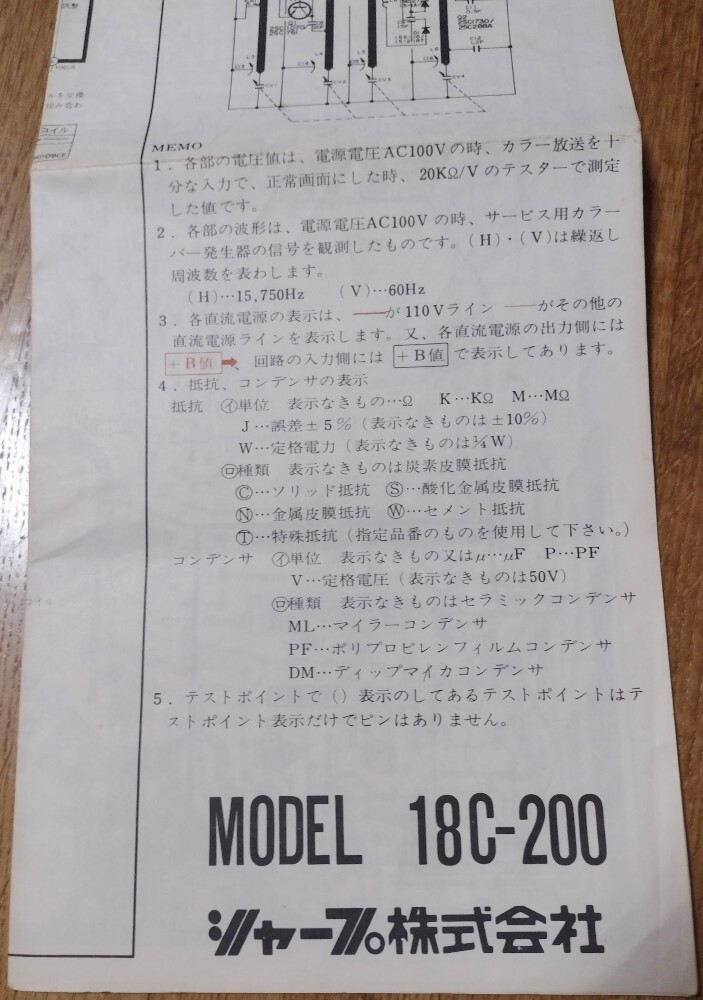 2SC1730/
2SC288A
MEMO
1．各部の電圧値は、電源電圧AC100Vの時、カラー放送を十
分な入力で、正常画面にした時、20KΩ/Vのテスターで測定
した値です。
2．各部の波形は、電源電圧AC100Vの時、サービス用カラー
バー発生器の信号を観測したものです。(H)・(V)は繰返し
周波数を表わします。
(H)…15,750Hz (V)…60Hz
3．各直流電源の表示は、──が110Vライン ──がその他の
直流電源ラインを表示します。又、各直流電源の出力側には
+B値➡、回路の入力側には +B値 で表示してあります。
4．抵抗、コンデンサの表示
抵抗 ㋑単位 表示なきもの…Ω K…KΩ M…MΩ
J…誤差±5％（表示なきものは±10%）
W…定格電力（表示なきものは¼W）
㋺種類 表示なきものは炭素皮膜抵抗
Ⓒ…ソリッド抵抗 Ⓢ…酸化金属皮膜抵抗
Ⓝ…金属皮膜抵抗 Ⓦ…セメント抵抗
Ⓣ…特殊抵抗（指定品番のものを使用して下さい。）
コンデンサ ㋑単位 表示なきもの又はμ…μF P…PF
V…定格電圧（表示なきものは50V）
㋺種類 表示なきものはセラミックコンデンサ
ML…マイラーコンデンサ
PF…ポリプロピレンフィルムコンデンサ
DM…ディップマイカコンデンサ
5．テストポイントで（）表示のしてあるテストポイントはテ
ストポイント表示だけでピンはありません。
MODEL 18C-200
シャープ。株式会社